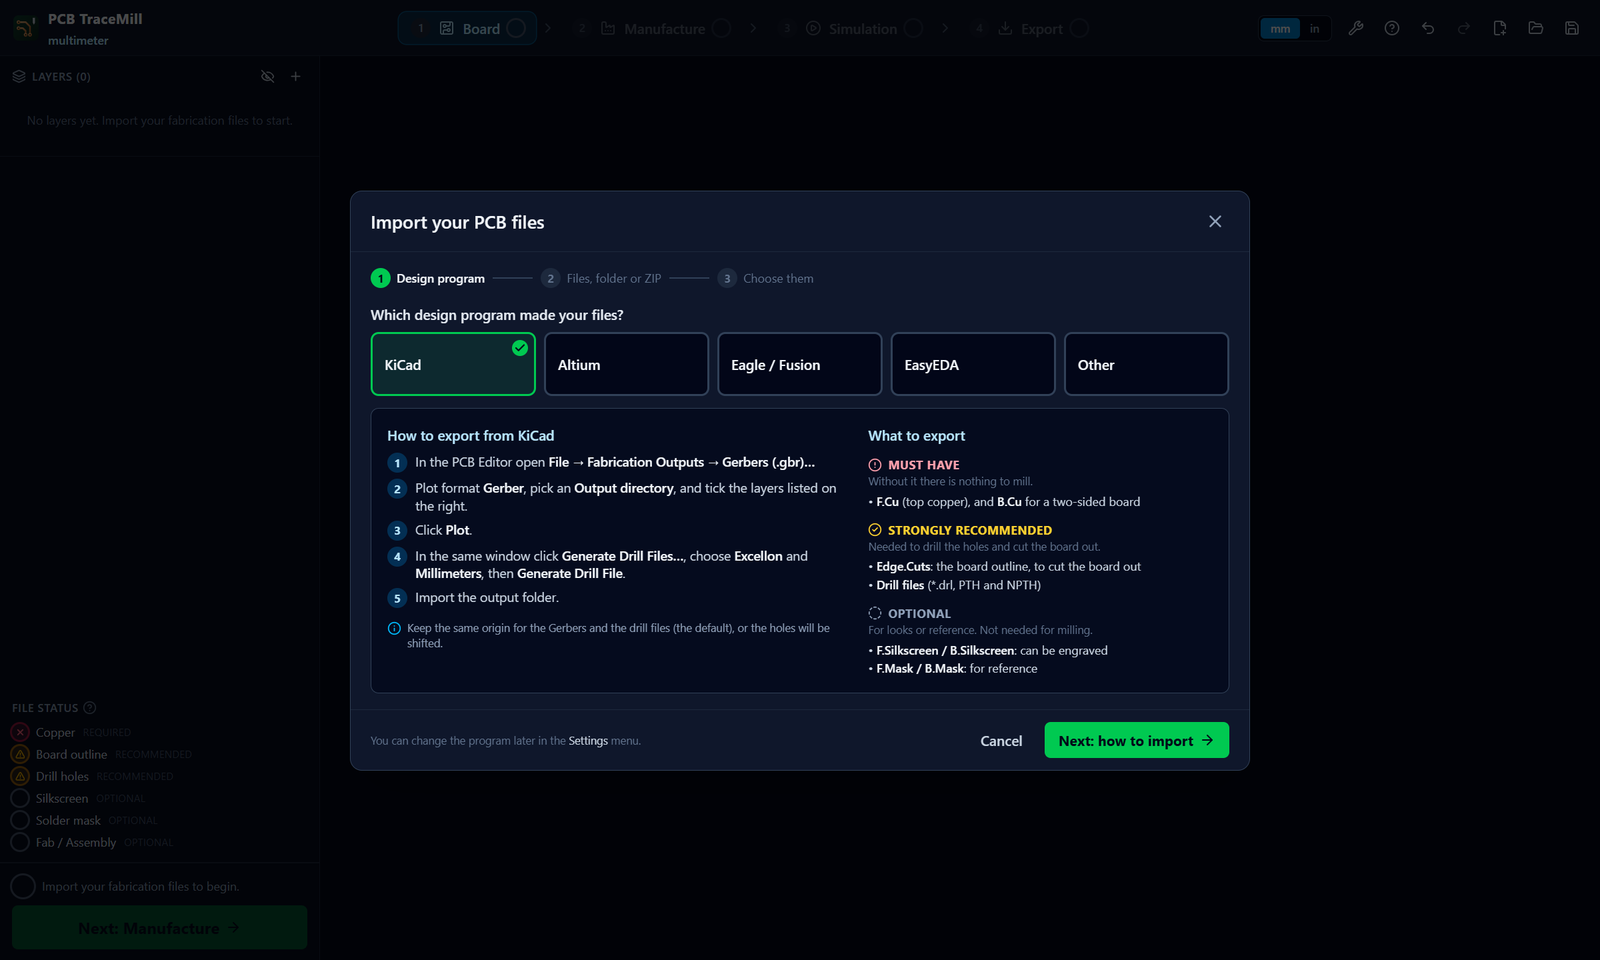 PCB TraceMill
multimeter
1 Board
2 Manufacture
3 Simulation
4 Export
mm in
LAYERS (0)
No layers yet. Import your fabrication files to start.
Import your PCB files
1 Design program
2 Files, folder or ZIP
3 Choose them
Which design program made your files?
KiCad
Altium
Eagle / Fusion
EasyEDA
Other
How to export from KiCad
1 In the PCB Editor open File → Fabrication Outputs → Gerbers (.gbr)...
2 Plot format Gerber, pick an Output directory, and tick the layers listed on
the right.
3 Click Plot.
4 In the same window click Generate Drill Files..., choose Excellon and
Millimeters, then Generate Drill File.
5 Import the output folder.
Keep the same origin for the Gerbers and the drill files (the default), or the holes will be
shifted.
What to export
MUST HAVE
Without it there is nothing to mill.
• F.Cu (top copper), and B.Cu for a two-sided board
STRONGLY RECOMMENDED
Needed to drill the holes and cut the board out.
• Edge.Cuts: the board outline, to cut the board out
• Drill files (*.drl, PTH and NPTH)
OPTIONAL
For looks or reference. Not needed for milling.
• F.Silkscreen / B.Silkscreen: can be engraved
• F.Mask / B.Mask: for reference
You can change the program later in the Settings menu.
Cancel
Next: how to import →
FILE STATUS
Copper REQUIRED
Board outline RECOMMENDED
Drill holes RECOMMENDED
Silkscreen OPTIONAL
Solder mask OPTIONAL
Fab / Assembly OPTIONAL
Import your fabrication files to begin.
Next: Manufacture →